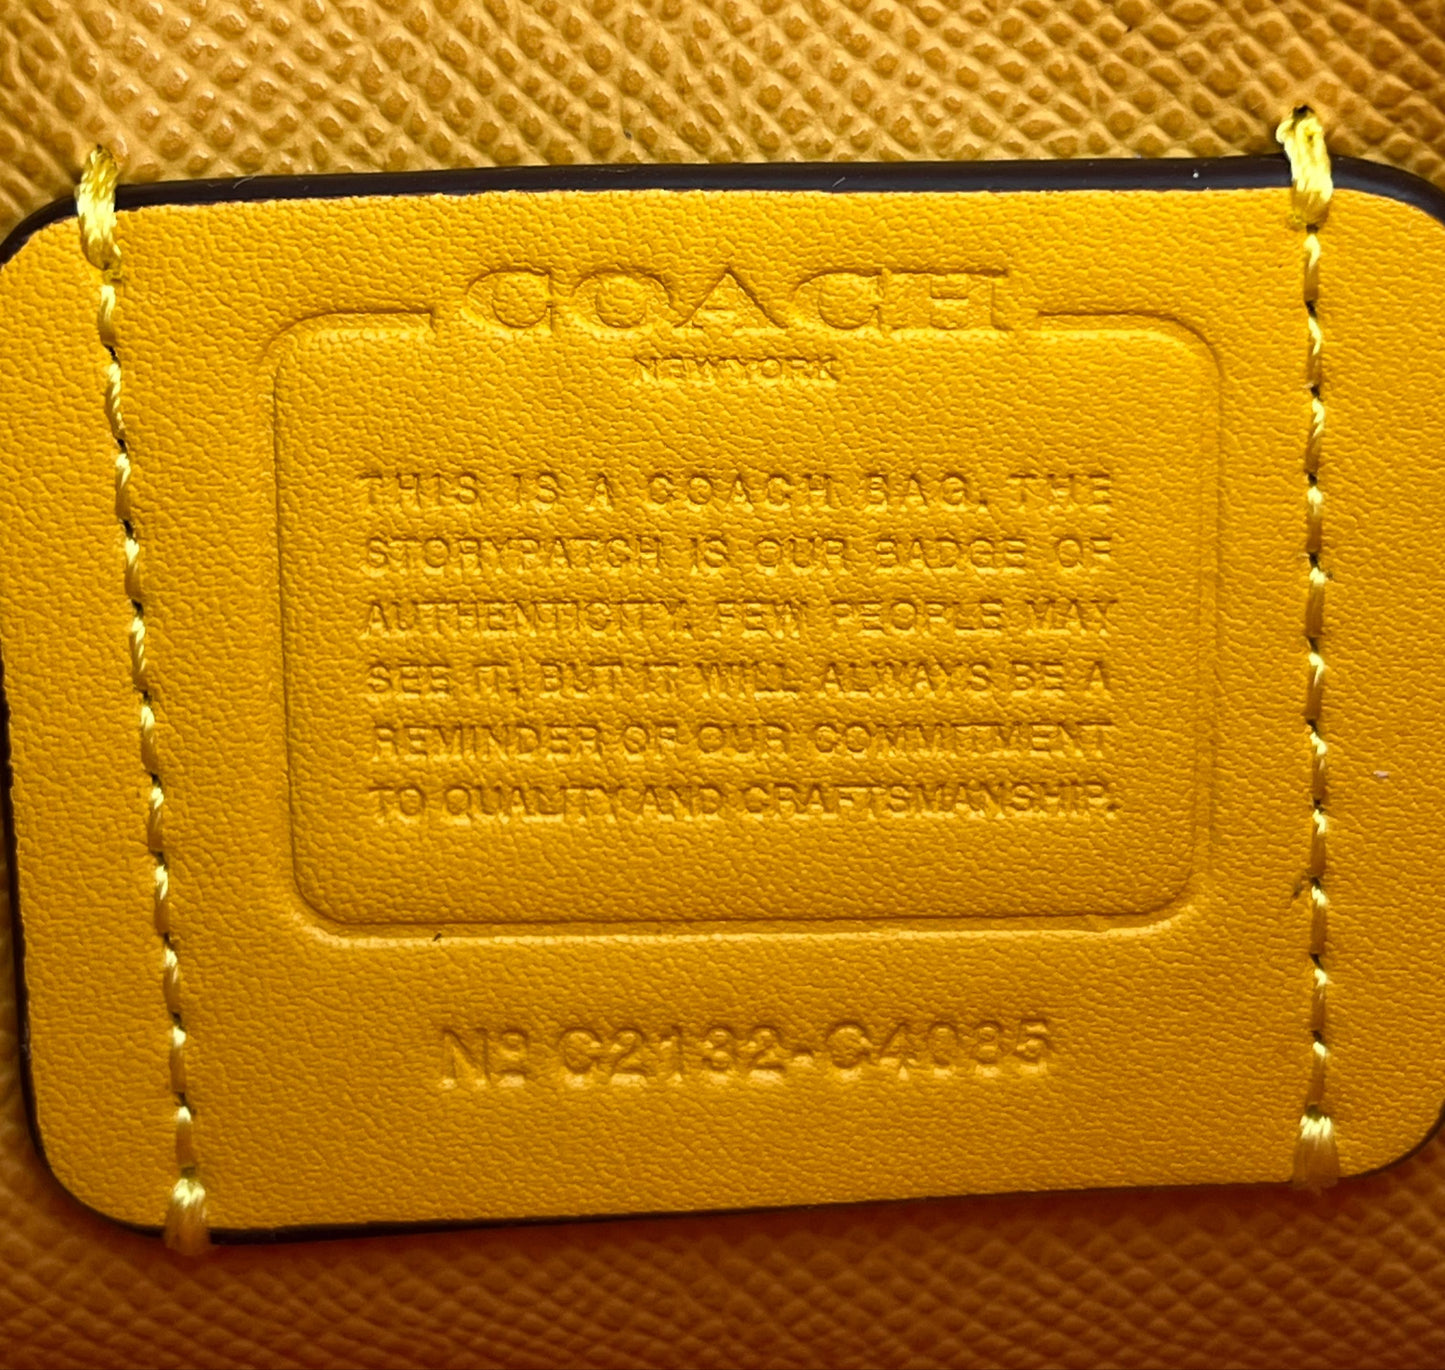 COACH
NEW YORK
THIS IS A COACH BAG. THE
STORYPATCH IS OUR BADGE OF
AUTHENTICITY. FEW PEOPLE MAY
SEE IT, BUT IT WILL ALWAYS BE A
REMINDER OF OUR COMMITMENT
TO QUALITY AND CRAFTSMANSHIP.
Nº C2132-C4035